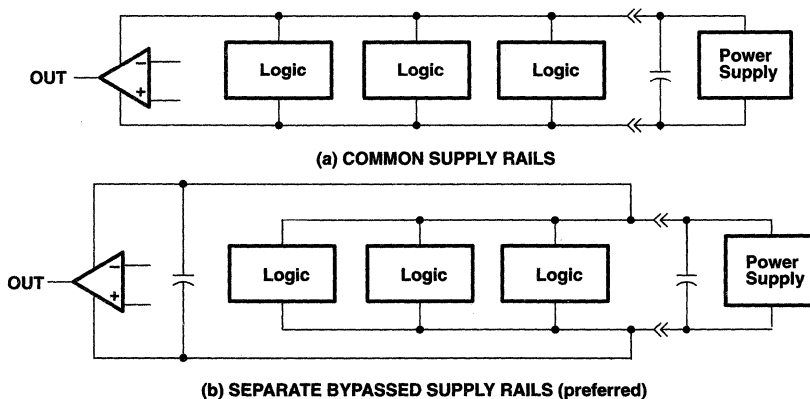 OUT
−
+
Logic
Logic
Logic
Power
Supply
(a) COMMON SUPPLY RAILS
OUT
−
+
Logic
Logic
Logic
Power
Supply
(b) SEPARATE BYPASSED SUPPLY RAILS (preferred)